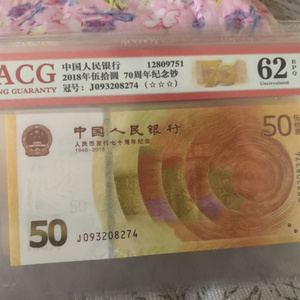 ACG
NG GUARANTY
中国人民银行 12809751
2018年伍拾圆 70周年纪念钞
冠号: J093208274 (☆☆☆)
70
62
EPQ
Uncirculated
中国人民银行
人民币发行七十周年纪念
1948-2018
50
50
J093208274